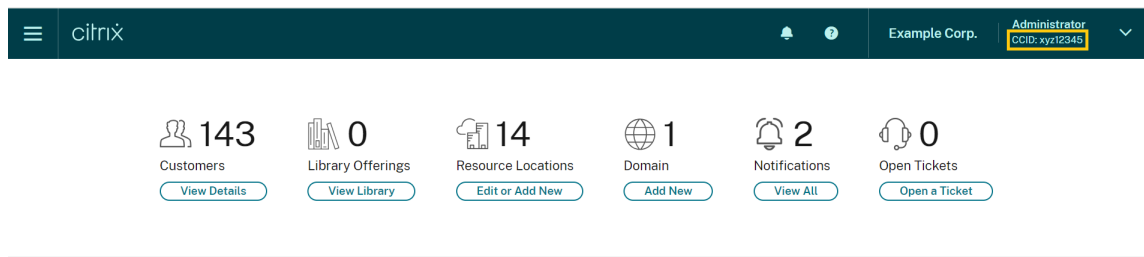 citrix
Example Corp.
Administrator
CCID: xyz12345
143
Customers
View Details
0
Library Offerings
View Library
14
Resource Locations
Edit or Add New
1
Domain
Add New
2
Notifications
View All
0
Open Tickets
Open a Ticket